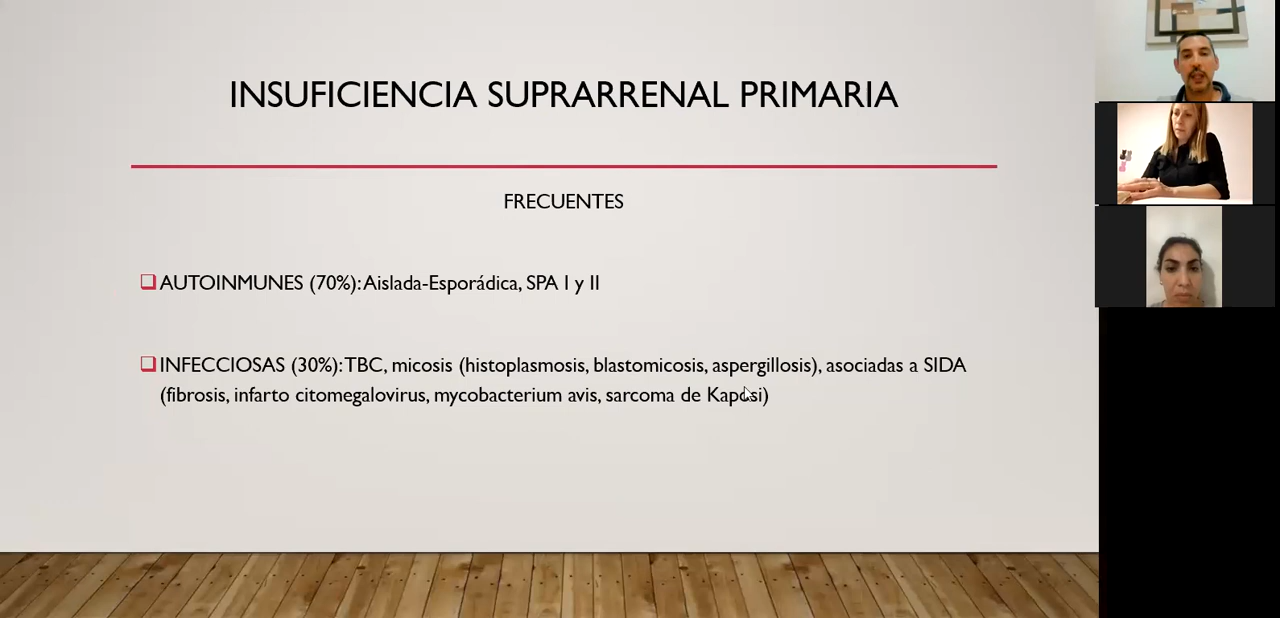 INSUFICIENCIA SUPRARRENAL PRIMARIA
FRECUENTES
AUTOINMUNES (70%): Aislada-Esporádica, SPA I y II
INFECCIOSAS (30%): TBC, micosis (histoplasmosis, blastomicosis, aspergillosis), asociadas a SIDA
(fibrosis, infarto citomegalovirus, mycobacterium avis, sarcoma de Kaposi)